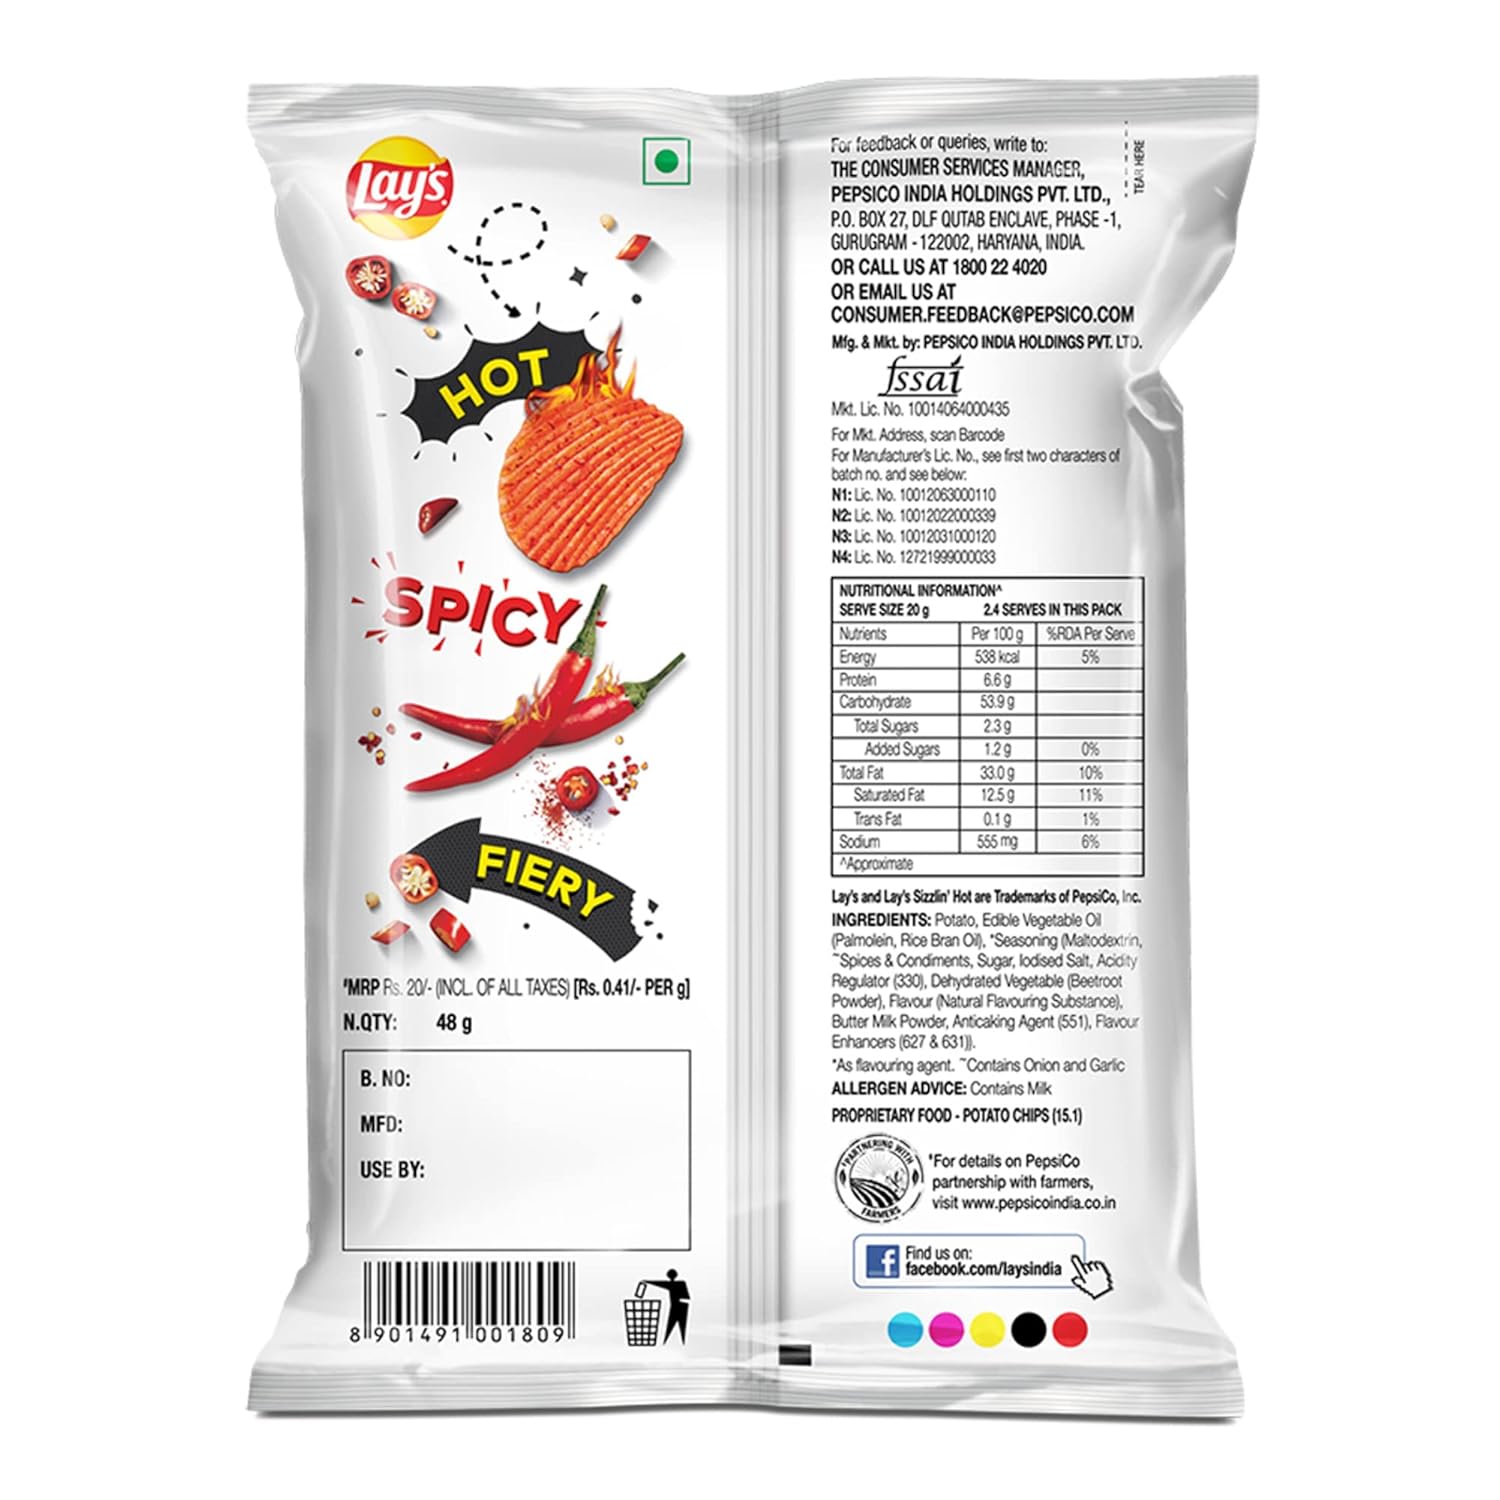 Lay's
HOT
SPICY
FIERY
#MRP Rs. 20/- (INCL. OF ALL TAXES) [Rs. 0.41/- PER g]
N.QTY: 48 g
B. NO:
MFD:
USE BY:
8 901491 001809
For feedback or queries, write to:
THE CONSUMER SERVICES MANAGER,
PEPSICO INDIA HOLDINGS PVT. LTD.,
P.O. BOX 27, DLF QUTAB ENCLAVE, PHASE -1,
GURUGRAM - 122002, HARYANA, INDIA.
OR CALL US AT 1800 22 4020
OR EMAIL US AT
CONSUMER.FEEDBACK@PEPSICO.COM
TEAR HERE
Mfg. & Mkt. by: PEPSICO INDIA HOLDINGS PVT. LTD.
fssai
Mkt. Lic. No. 10014064000435
For Mkt. Address, scan Barcode
For Manufacturer's Lic. No., see first two characters of
batch no. and see below:
N1: Lic. No. 10012063000110
N2: Lic. No. 10012022000339
N3: Lic. No. 10012031000120
N4: Lic. No. 12721999000033
NUTRITIONAL INFORMATION^
SERVE SIZE 20 g 2.4 SERVES IN THIS PACK
Nutrients Per 100 g %RDA Per Serve
Energy 538 kcal 5%
Protein 6.6 g
Carbohydrate 53.9 g
Total Sugars 2.3 g
Added Sugars 1.2 g 0%
Total Fat 33.0 g 10%
Saturated Fat 12.5 g 11%
Trans Fat 0.1 g 1%
Sodium 555 mg 6%
^Approximate
Lay's and Lay's Sizzlin' Hot are Trademarks of PepsiCo, Inc.
INGREDIENTS: Potato, Edible Vegetable Oil
(Palmolein, Rice Bran Oil), *Seasoning (Maltodextrin,
~Spices & Condiments, Sugar, Iodised Salt, Acidity
Regulator (330), Dehydrated Vegetable (Beetroot
Powder), Flavour (Natural Flavouring Substance),
Butter Milk Powder, Anticaking Agent (551), Flavour
Enhancers (627 & 631)).
*As flavouring agent. ~Contains Onion and Garlic
ALLERGEN ADVICE: Contains Milk
PROPRIETARY FOOD - POTATO CHIPS (15.1)
PARTNERING WITH
FARMERS
For details on PepsiCo
partnership with farmers,
visit www.pepsicoindia.co.in
f
Find us on:
facebook.com/laysindia